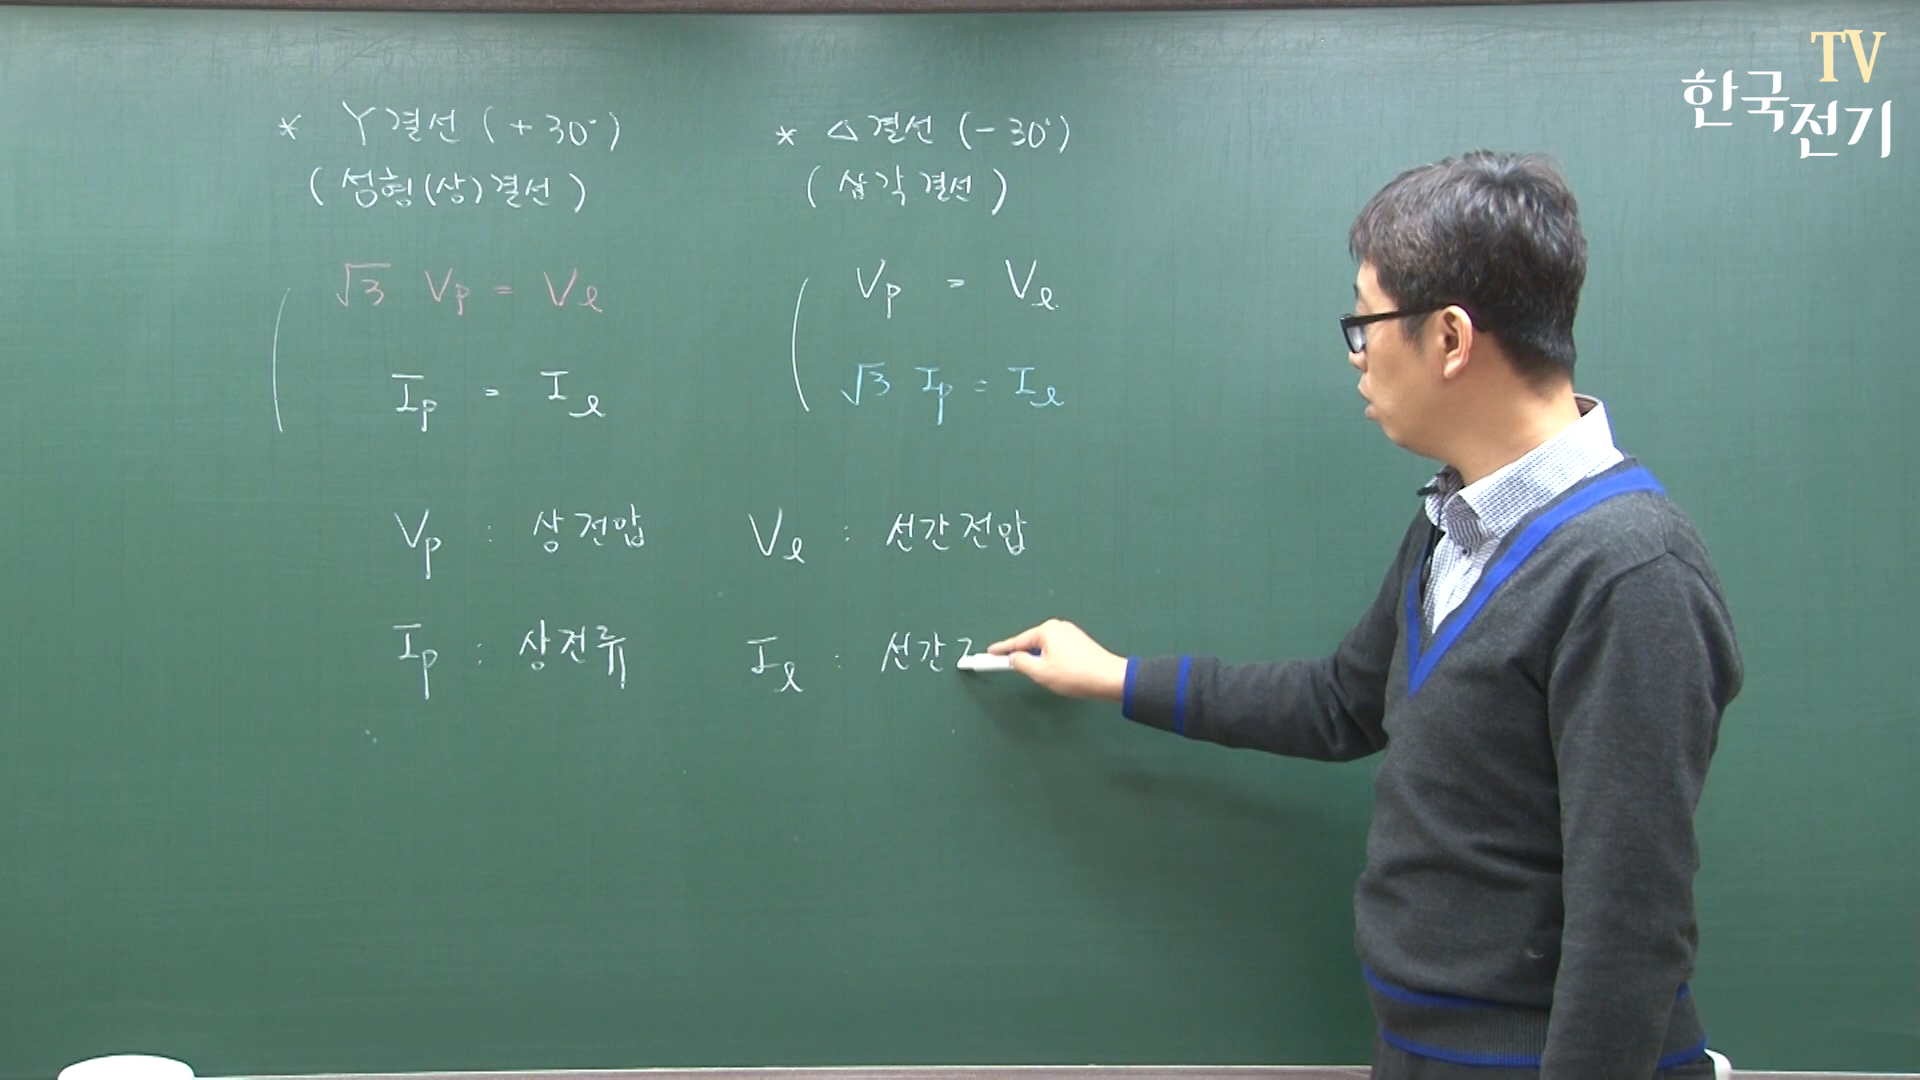 TV
한국전기
* Y결선 (+30°)
(성형(상)결선)
√3 Vp = Vℓ
Ip = Iℓ
* △결선 (-30°)
(삼각결선)
Vp = Vℓ
√3 Ip = Iℓ
Vp : 상전압
Vℓ : 선간전압
Ip : 상전류
Iℓ : 선간